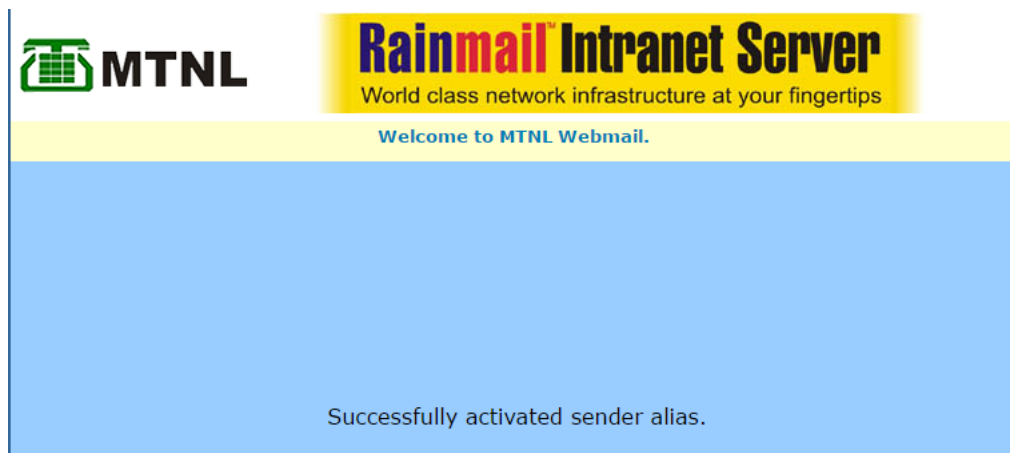 MTNL
Rainmail™ Intranet Server
World class network infrastructure at your fingertips
Welcome to MTNL Webmail.
Successfully activated sender alias.